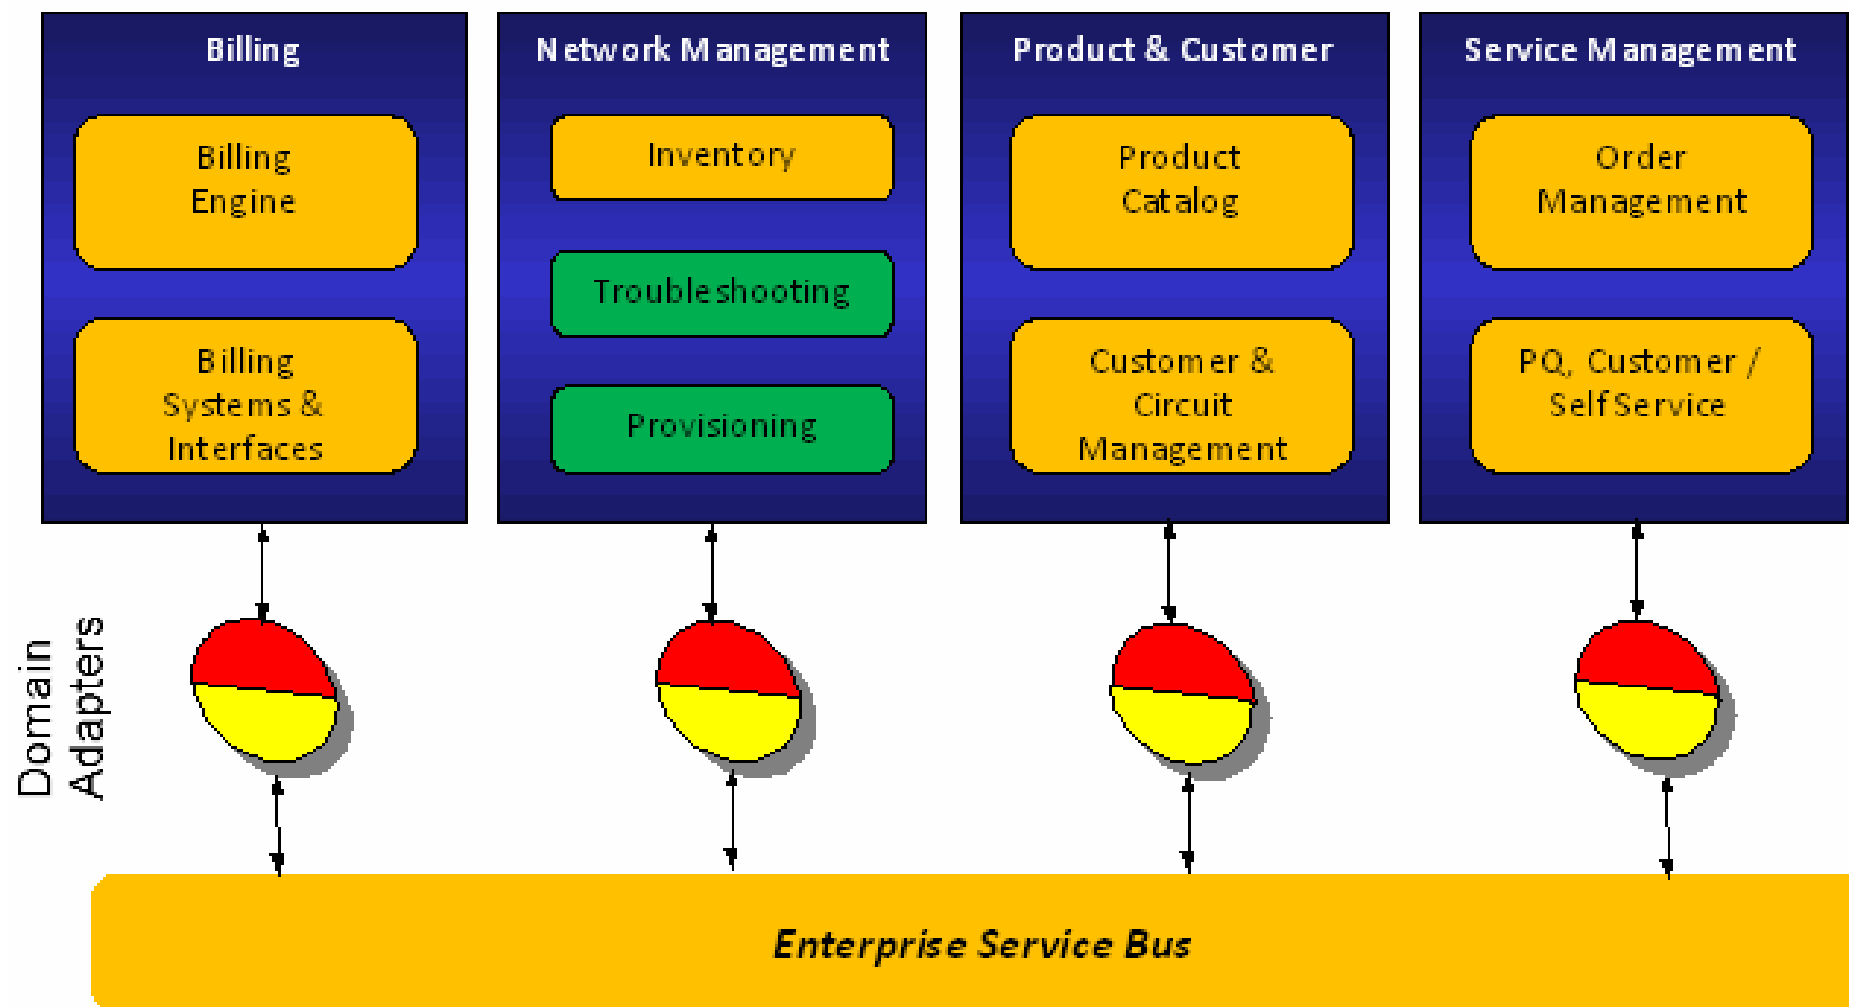 Billing
Billing
Engine
Billing
Systems &
Interfaces
Network Management
Inventory
Troubleshooting
Provisioning
Product & Customer
Product
Catalog
Customer &
Circuit
Management
Service Management
Order
Management
PQ, Customer /
Self Service
Domain
Adapters
Enterprise Service Bus